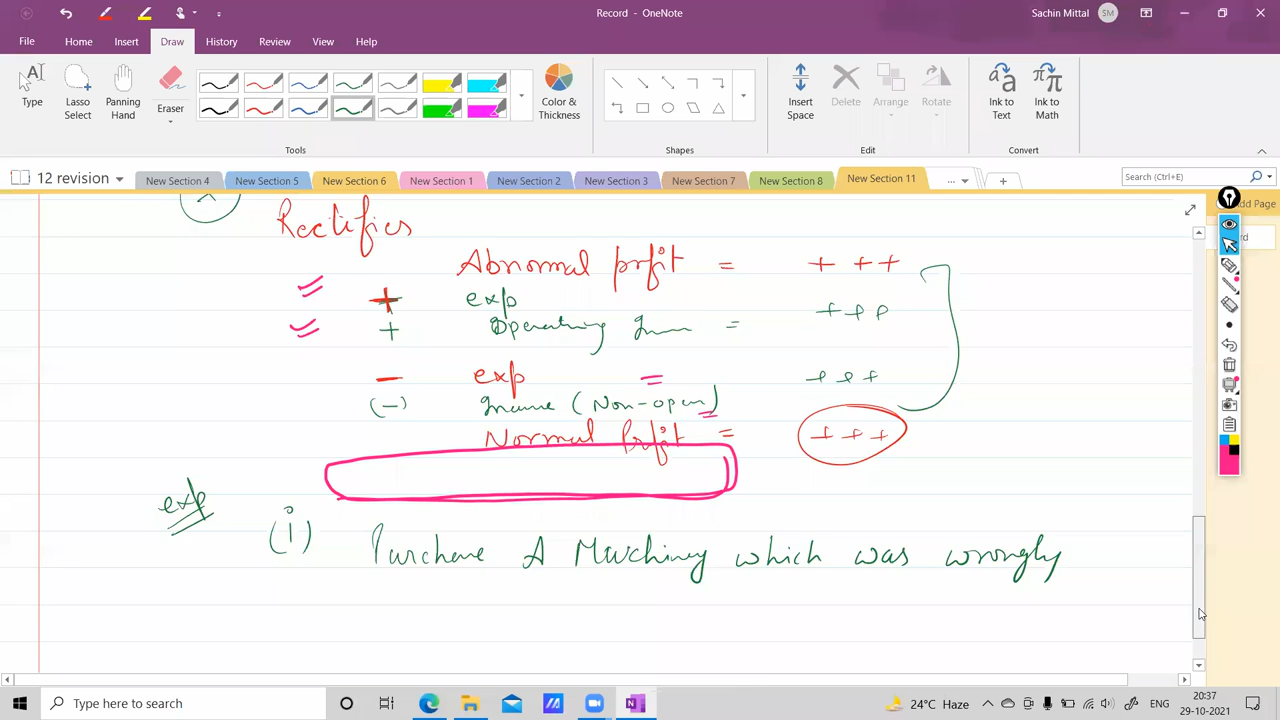 Record - OneNote
Sachin Mittal SM
File Home Insert Draw History Review View Help
Type Lasso Select Panning Hand Eraser Color & Thickness Insert Space Delete Arrange Rotate Ink to Text Ink to Math
Tools Shapes Edit Convert
12 revision New Section 4 New Section 5 New Section 6 New Section 1 New Section 2 New Section 3 New Section 7 New Section 8 New Section 11 ... + Search (Ctrl+E)
Add Page
rd
Rectifies
Abnormal profit = + + +
+ exp
+ Operating = + + +
- exp = + + +
(-) (Non-open)
Normal Profit = + + +
exp
(i) Purchase A Machinery which was wrongly
Type here to search
24°C Haze ENG 20:37
29-10-2021